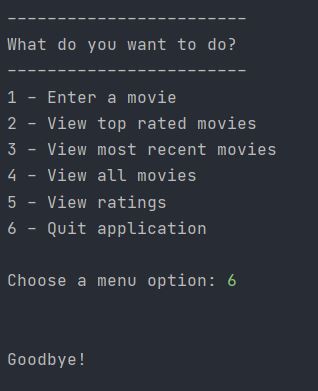 ------------------------
What do you want to do?
------------------------
1 - Enter a movie
2 - View top rated movies
3 - View most recent movies
4 - View all movies
5 - View ratings
6 - Quit application
Choose a menu option: 6
Goodbye!